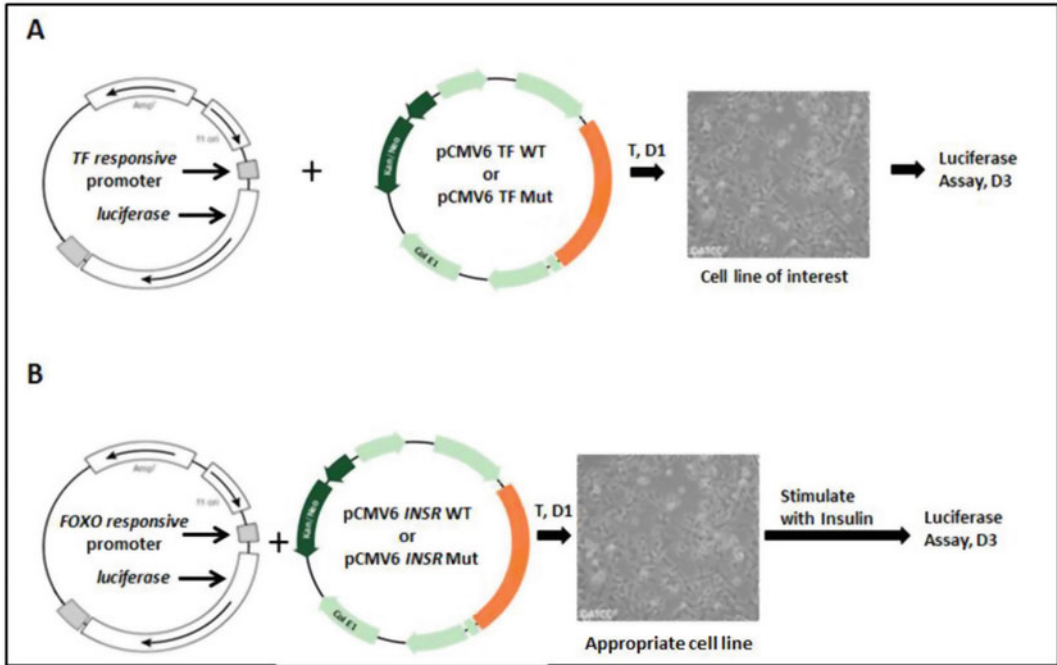 A
Ampʳ
f1 ori
TF responsive
promoter
luciferase
+
Kan/Neo
Col E1
pCMV6 TF WT
or
pCMV6 TF Mut
T, D1
Cell line of interest
Luciferase
Assay, D3
B
Ampʳ
f1 ori
FOXO responsive
promoter
luciferase
+
Kan/Neo
Col E1
pCMV6 INSR WT
or
pCMV6 INSR Mut
T, D1
Appropriate cell line
Stimulate
with Insulin
Luciferase
Assay, D3